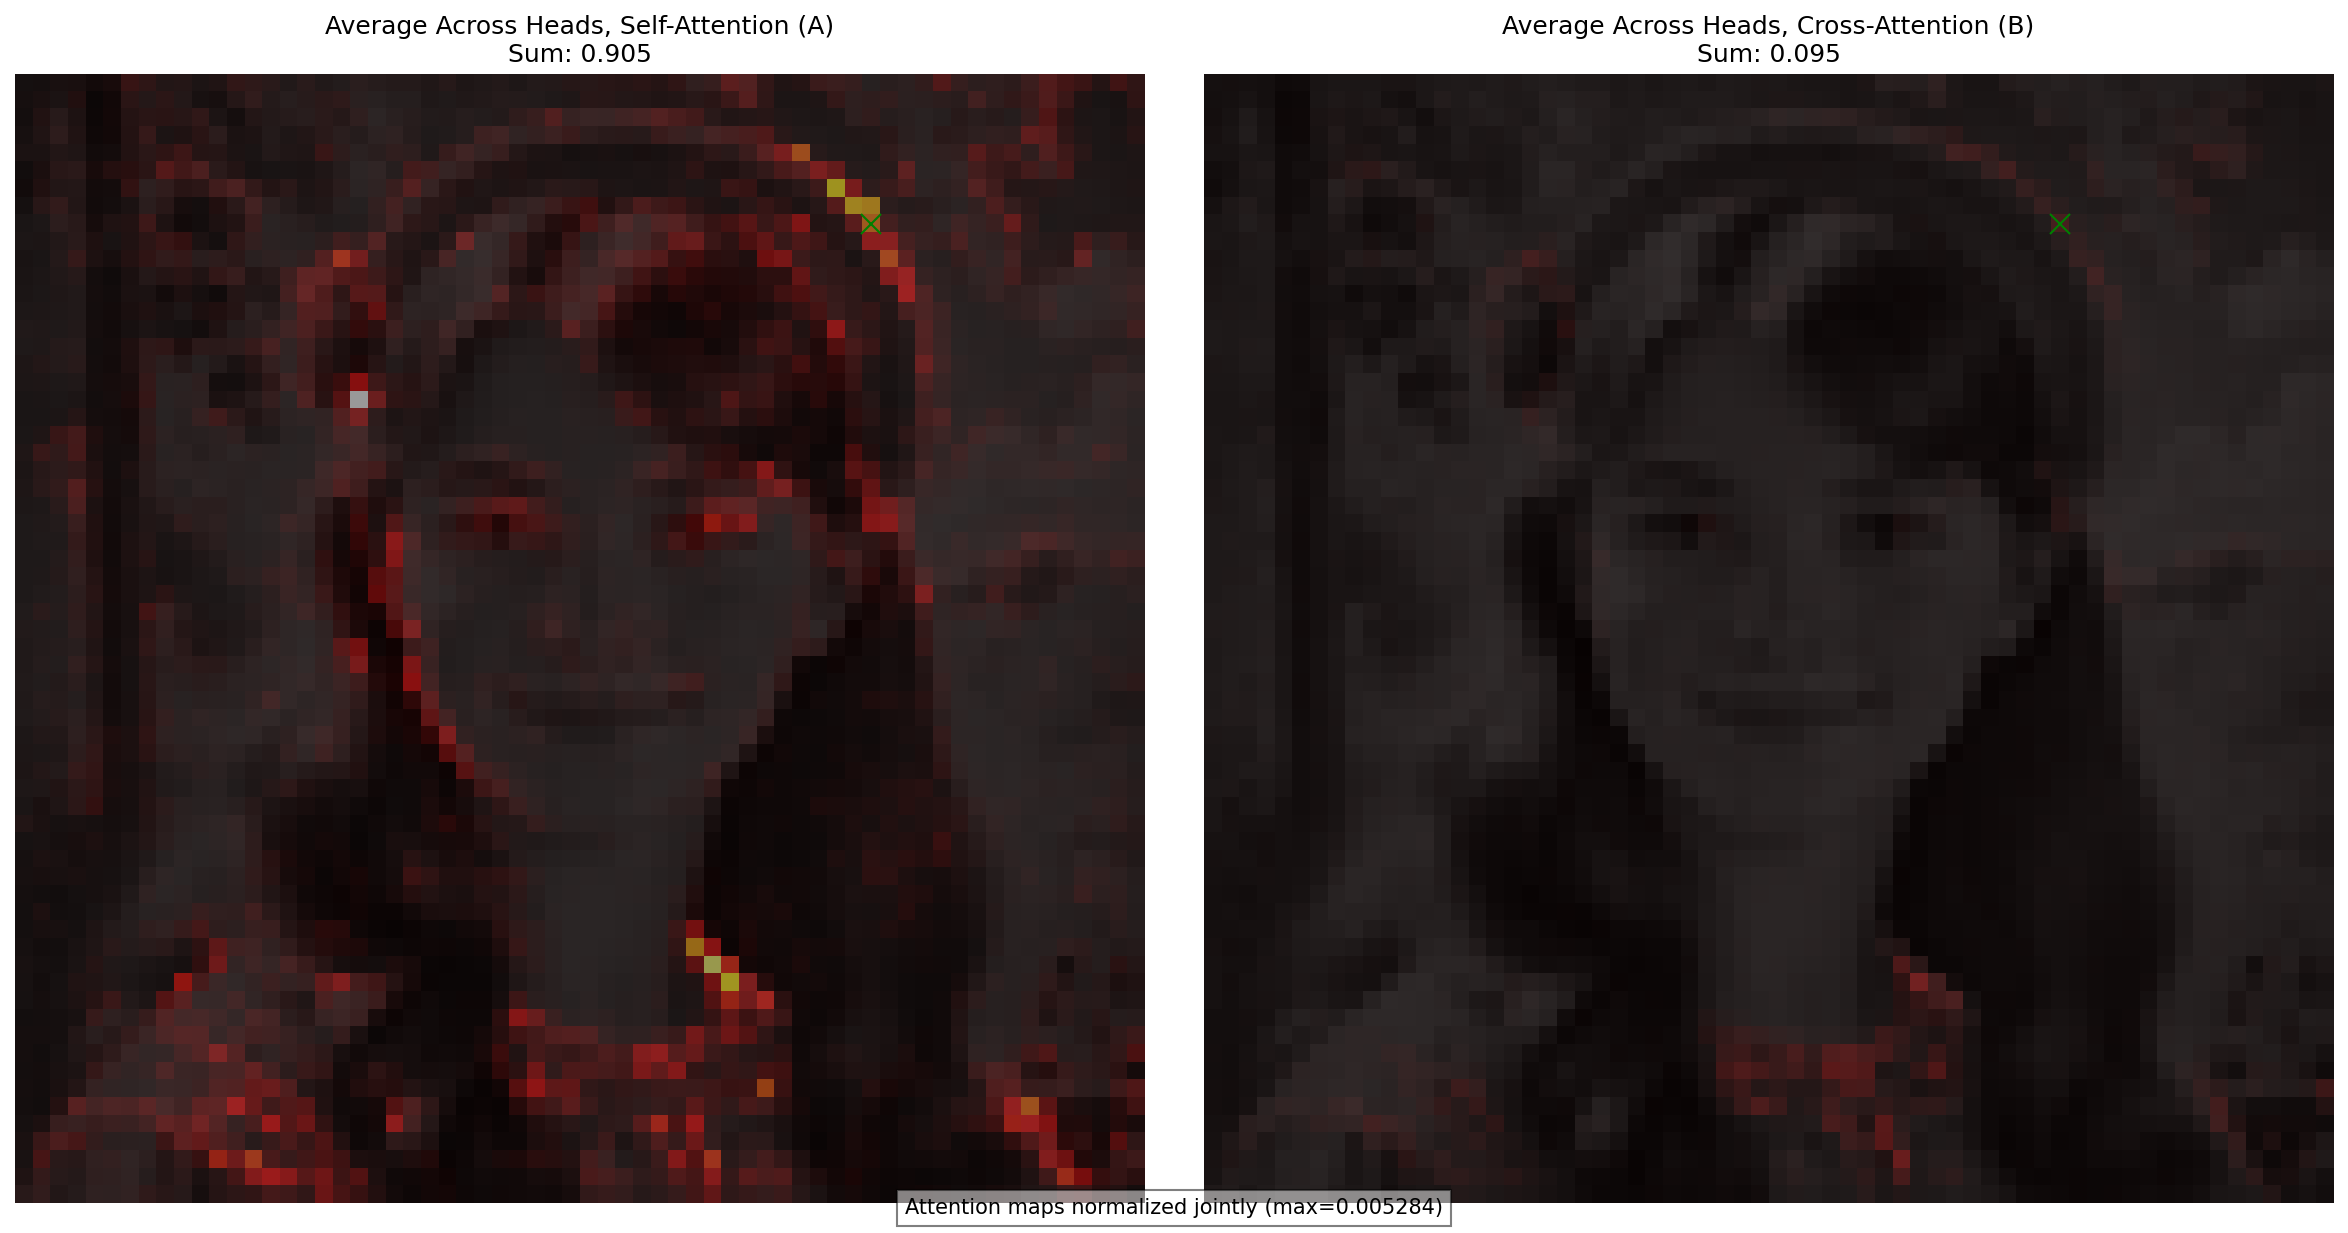 Average Across Heads, Self-Attention (A)
Sum: 0.905
Average Across Heads, Cross-Attention (B)
Sum: 0.095
Attention maps normalized jointly (max=0.005284)